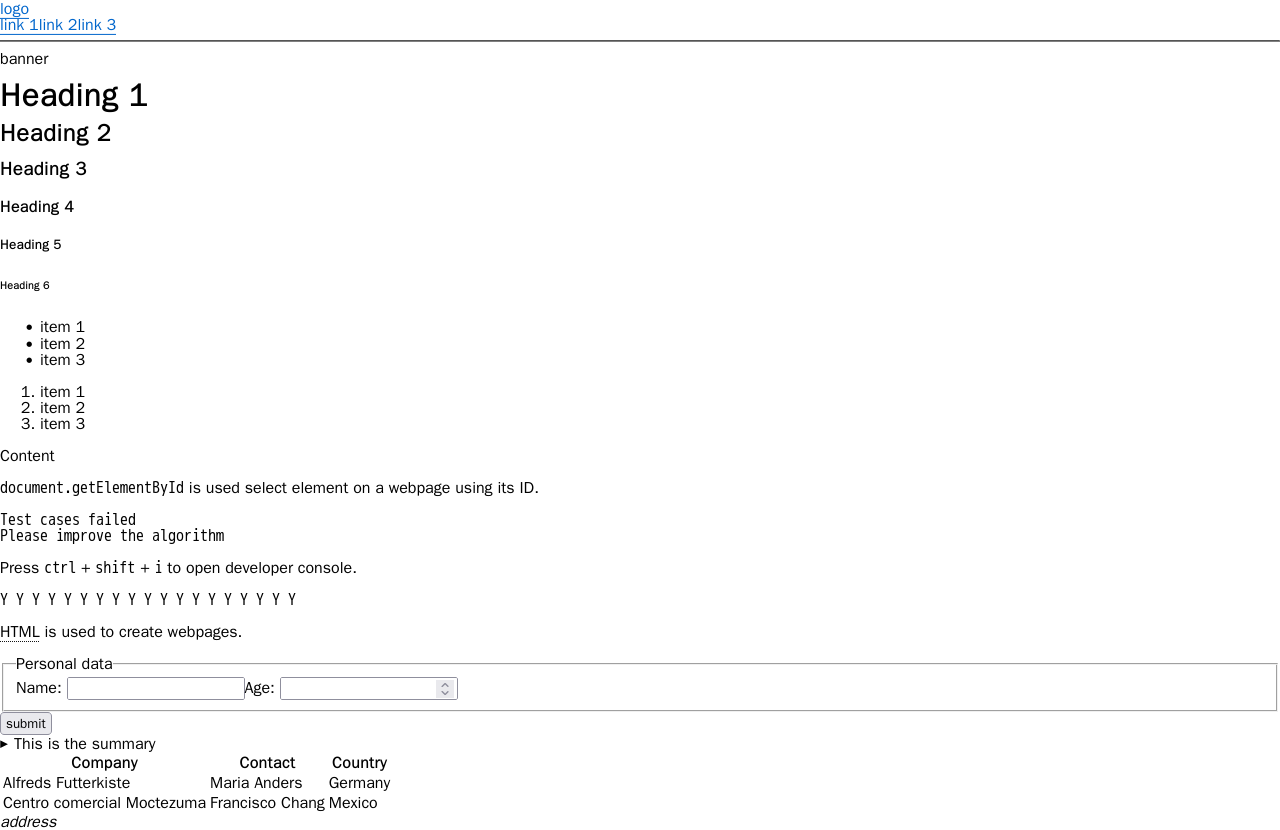 logo
link 1link 2link 3
banner
Heading 1
Heading 2
Heading 3
Heading 4
Heading 5
Heading 6
• item 1
• item 2
• item 3
1. item 1
2. item 2
3. item 3
Content
document.getElementById is used select element on a webpage using its ID.
Test cases failed
Please improve the algorithm
Press ctrl + shift + i to open developer console.
Y Y Y Y Y Y Y Y Y Y Y Y Y Y Y Y Y Y Y
HTML is used to create webpages.
Personal data
Name: Age:
submit
▸ This is the summary
Company Contact Country
Alfreds Futterkiste Maria Anders Germany
Centro comercial Moctezuma Francisco Chang Mexico
address